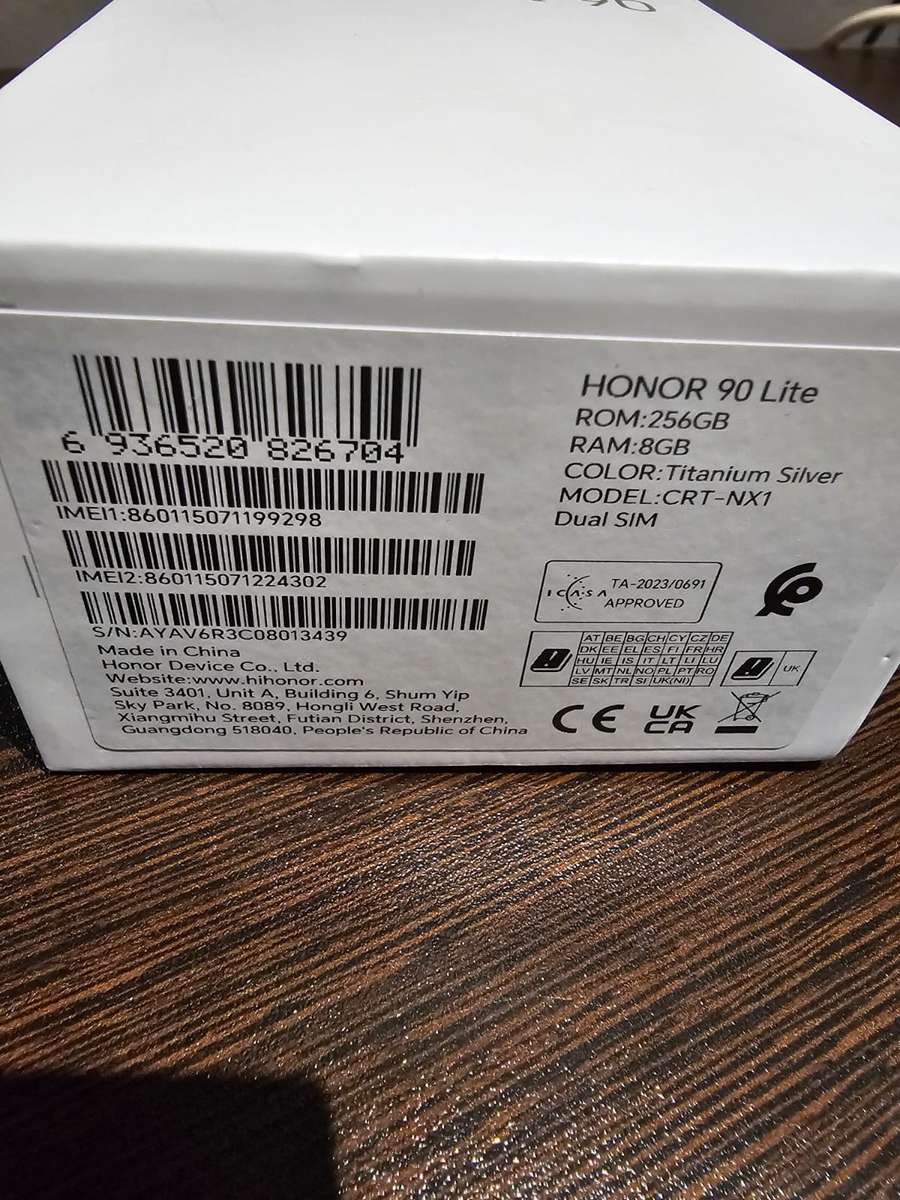 90
6 936520 826704
IMEI1:860115071199298
IMEI2:860115071224302
S/N:AYAV6R3C08013439
Made in China
Honor Device Co., Ltd.
Website:www.hihonor.com
Suite 3401, Unit A, Building 6, Shum Yip
Sky Park, No. 8089, Hongli West Road,
Xiangmihu Street, Futian District, Shenzhen,
Guangdong 518040, People's Republic of China
HONOR 90 Lite
ROM:256GB
RAM:8GB
COLOR:Titanium Silver
MODEL:CRT-NX1
Dual SIM
ICASA TA-2023/0691
APPROVED
AT BE BG CH CY CZ DE
DK EE EL ES FI FR HR
HU IE IS IT LT LI LU
LV MT NL NO PL PT RO
SE SK TR SI UK(NI)
UK
CE
UK
CA